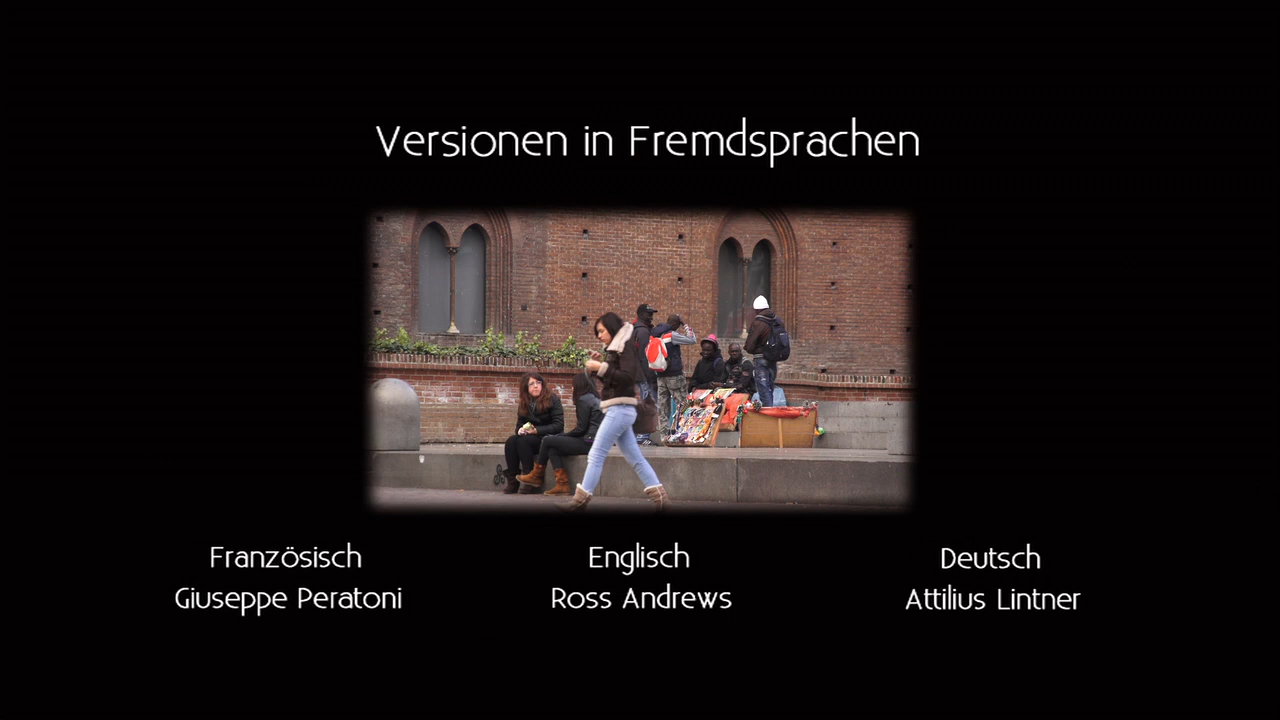 Versionen in Fremdsprachen
Französisch
Giuseppe Peratoni
Englisch
Ross Andrews
Deutsch
Attilius Lintner